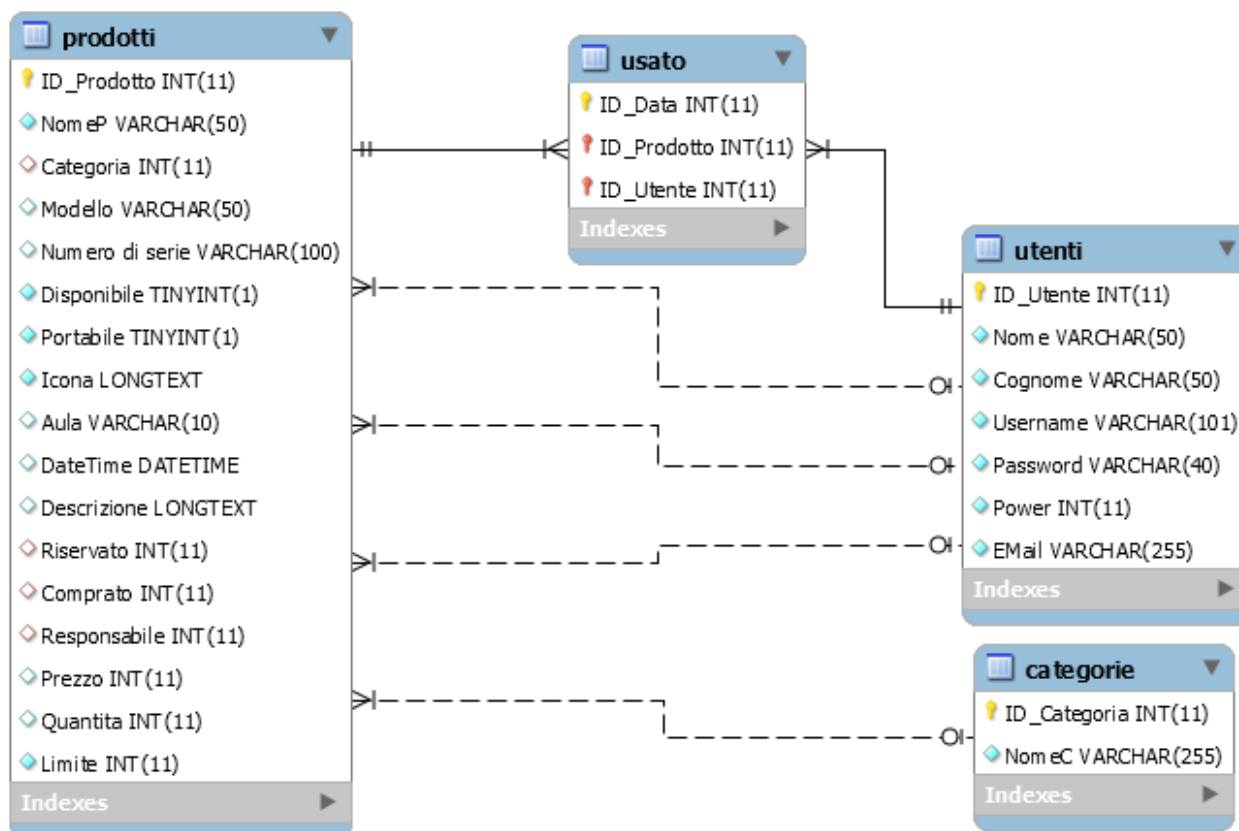 prodotti
ID_Prodotto INT(11)
NomeP VARCHAR(50)
Categoria INT(11)
Modello VARCHAR(50)
Numero di serie VARCHAR(100)
Disponibile TINYINT(1)
Portabile TINYINT(1)
Icona LONGTEXT
Aula VARCHAR(10)
DateTime DATETIME
Descrizione LONGTEXT
Riservato INT(11)
Comprato INT(11)
Responsabile INT(11)
Prezzo INT(11)
Quantita INT(11)
Limite INT(11)
Indexes
usato
ID_Data INT(11)
ID_Prodotto INT(11)
ID_Utente INT(11)
Indexes
utenti
ID_Utente INT(11)
Nome VARCHAR(50)
Cognome VARCHAR(50)
Username VARCHAR(101)
Password VARCHAR(40)
Power INT(11)
EMail VARCHAR(255)
Indexes
categorie
ID_Categoria INT(11)
NomeC VARCHAR(255)
Indexes